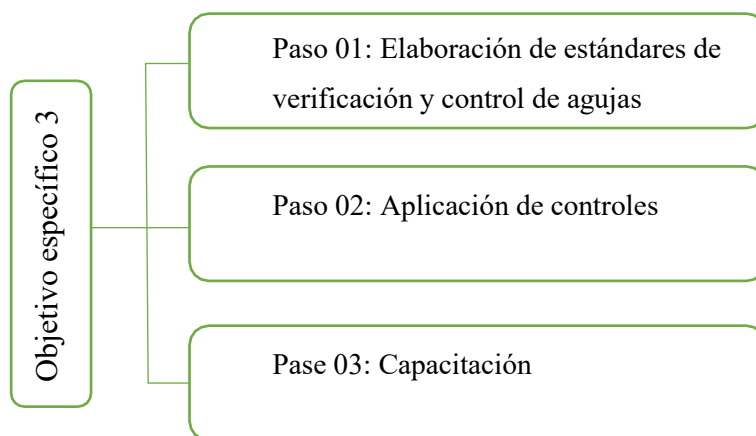 Objetivo específico 3
Paso 01: Elaboración de estándares de
verificación y control de agujas
Paso 02: Aplicación de controles
Pase 03: Capacitación